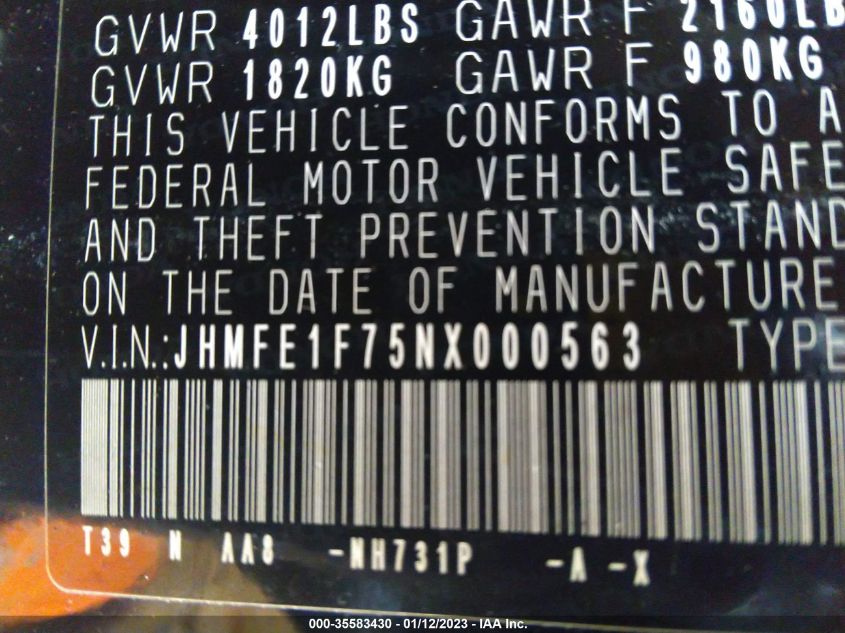 GVWR 4012LBS GAWR F 2160LB
GVWR 1820KG GAWR F 980KG
THIS VEHICLE CONFORMS TO A
FEDERAL MOTOR VEHICLE SAFE
AND THEFT PREVENTION STAND
ON THE DATE OF MANUFACTURE
V.I.N.:JHMFE1F75NX000563 TYPE
T39 N AA8 -NH731P -A -X
000-35583430 - 01/12/2023 - IAA Inc.